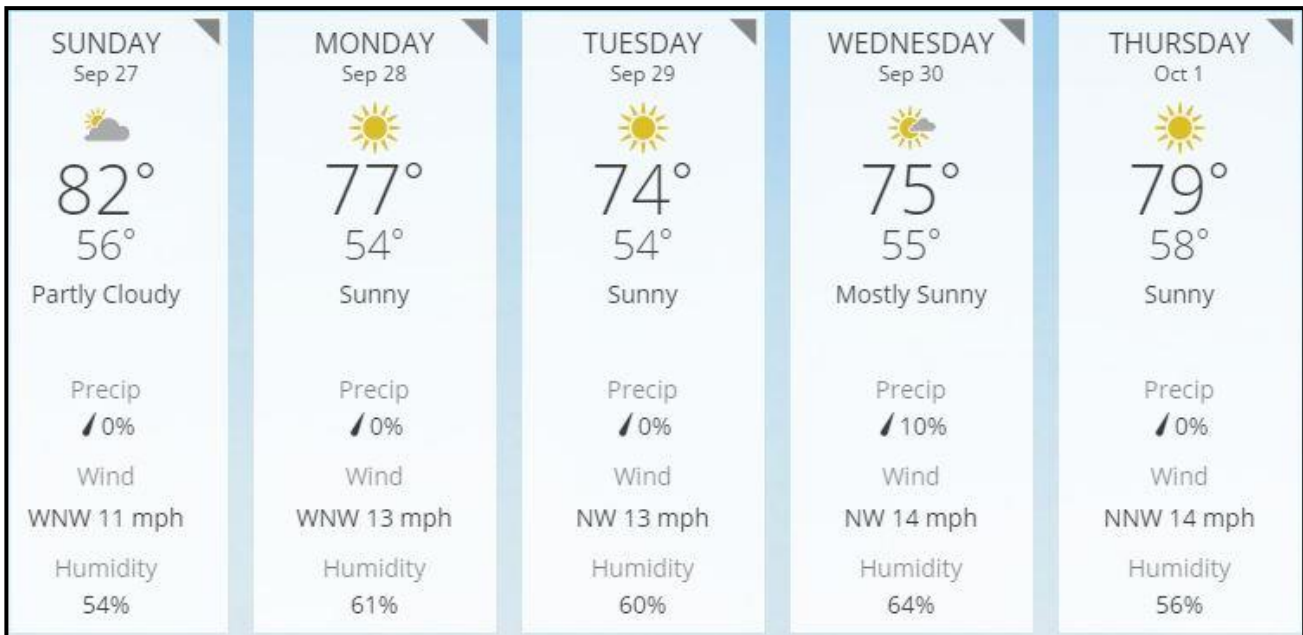 SUNDAY
Sep 27
82°
56°
Partly Cloudy
Precip
0%
Wind
WNW 11 mph
Humidity
54%
MONDAY
Sep 28
77°
54°
Sunny
Precip
0%
Wind
WNW 13 mph
Humidity
61%
TUESDAY
Sep 29
74°
54°
Sunny
Precip
0%
Wind
NW 13 mph
Humidity
60%
WEDNESDAY
Sep 30
75°
55°
Mostly Sunny
Precip
10%
Wind
NW 14 mph
Humidity
64%
THURSDAY
Oct 1
79°
58°
Sunny
Precip
0%
Wind
NNW 14 mph
Humidity
56%